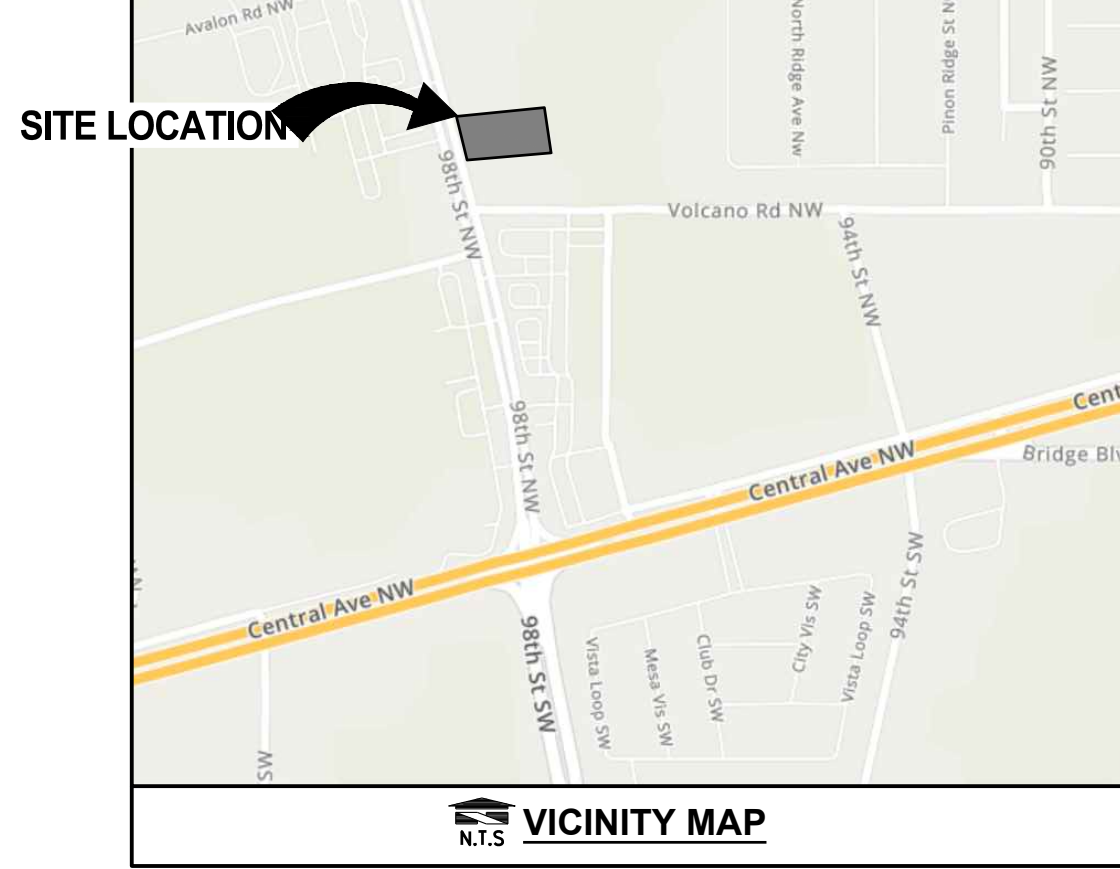 Avalon Rd NW
North Ridge Ave Nw
Pinon Ridge St N
90th St NW
SITE LOCATION
98th St NW
Volcano Rd NW
94th St NW
Cent
98th St NW
Central Ave NW
Bridge Blv
94th St SW
Central Ave NW
98th St SW
Vista Loop SW
Mesa Vis SW
Club Dr SW
City Vis SW
Vista Loop SW
SW
N.T.S
VICINITY MAP